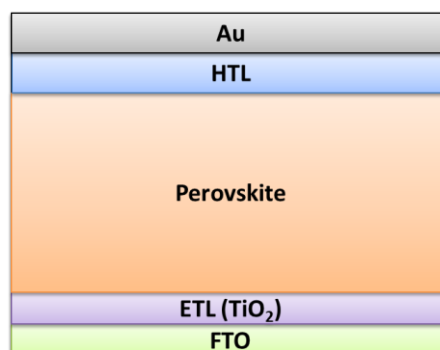 Au
HTL
Perovskite
ETL (TiO₂)
FTO